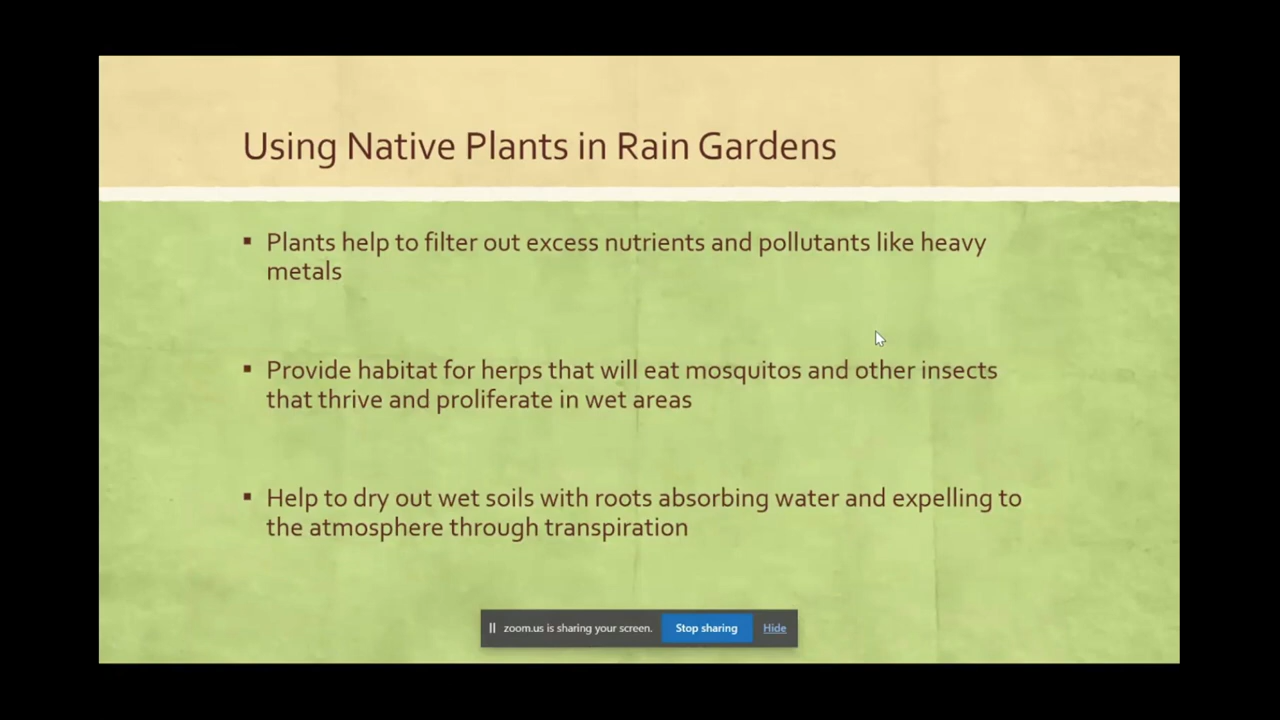 Using Native Plants in Rain Gardens
▪ Plants help to filter out excess nutrients and pollutants like heavy
metals
▪ Provide habitat for herps that will eat mosquitos and other insects
that thrive and proliferate in wet areas
▪ Help to dry out wet soils with roots absorbing water and expelling to
the atmosphere through transpiration
zoom.us is sharing your screen. Stop sharing Hide